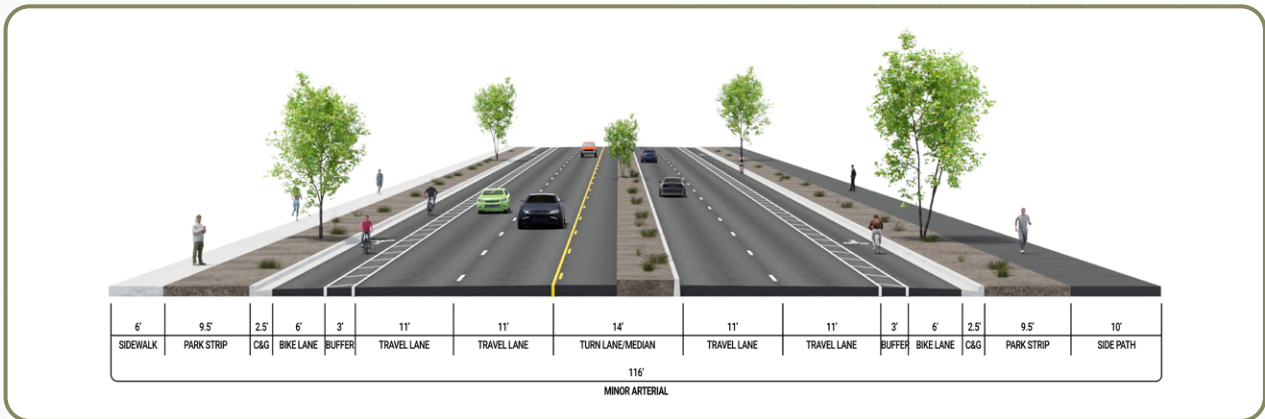 6' 9.5' 2.5' 6' 3' 11' 11' 14' 11' 11' 3' 6' 2.5' 9.5' 10'
SIDEWALK PARK STRIP C&G BIKE LANE BUFFER TRAVEL LANE TRAVEL LANE TURN LANE/MEDIAN TRAVEL LANE TRAVEL LANE BUFFER BIKE LANE C&G PARK STRIP SIDE PATH
116'
MINOR ARTERIAL